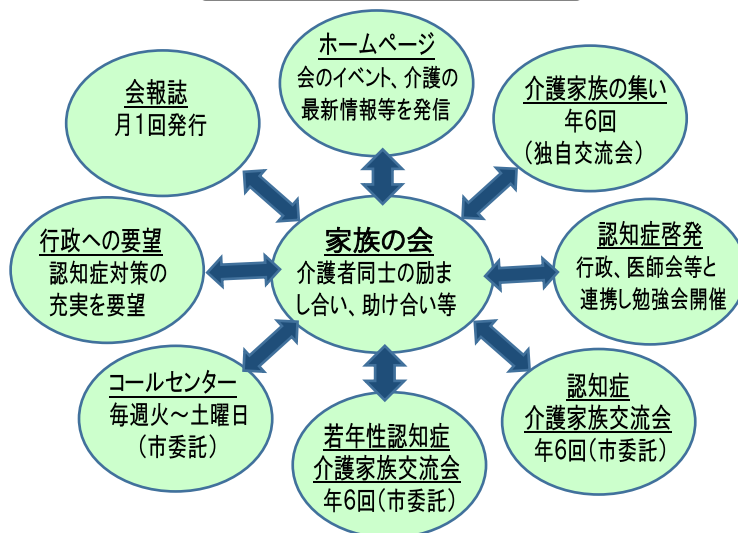 ホームページ
会のイベント、介護の
最新情報等を発信
会報誌
月1回発行
介護家族の集い
年6回
(独自交流会)
行政への要望
認知症対策の
充実を要望
家族の会
介護者同士の励ま
し合い、助け合い等
認知症啓発
行政、医師会等と
連携し勉強会開催
コールセンター
毎週火～土曜日
(市委託)
若年性認知症
介護家族交流会
年6回(市委託)
認知症
介護家族交流会
年6回(市委託)